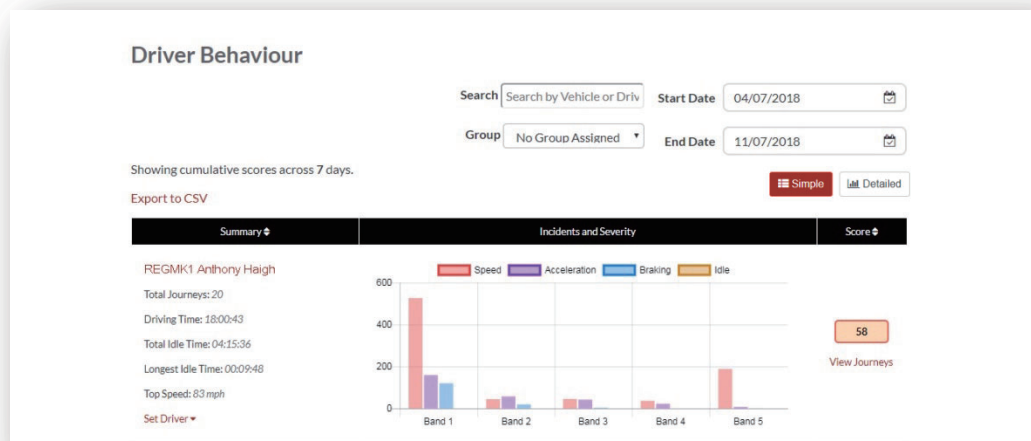 Driver Behaviour
Search Search by Vehicle or Driv Start Date 04/07/2018
Group No Group Assigned End Date 11/07/2018
Showing cumulative scores across 7 days.
Simple Detailed
Export to CSV
Summary Incidents and Severity Score
REGMK1 Anthony Haigh
Total Journeys: 20
Driving Time: 18:00:43
Total Idle Time: 04:15:36
Longest Idle Time: 00:09:48
Top Speed: 83 mph
Set Driver
Speed Acceleration Braking Idle
600
400
200
0
Band 1 Band 2 Band 3 Band 4 Band 5
58
View Journeys